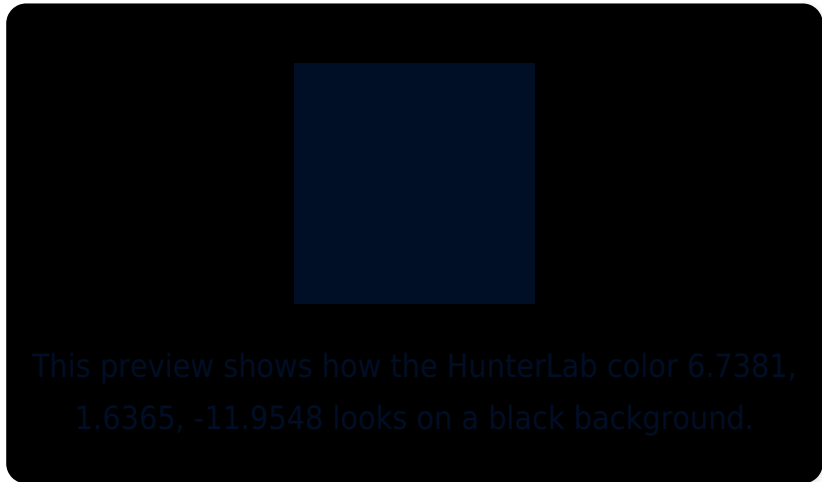 This preview shows how the HunterLab color 6.7381,
1.6365, -11.9548 looks on a black background.